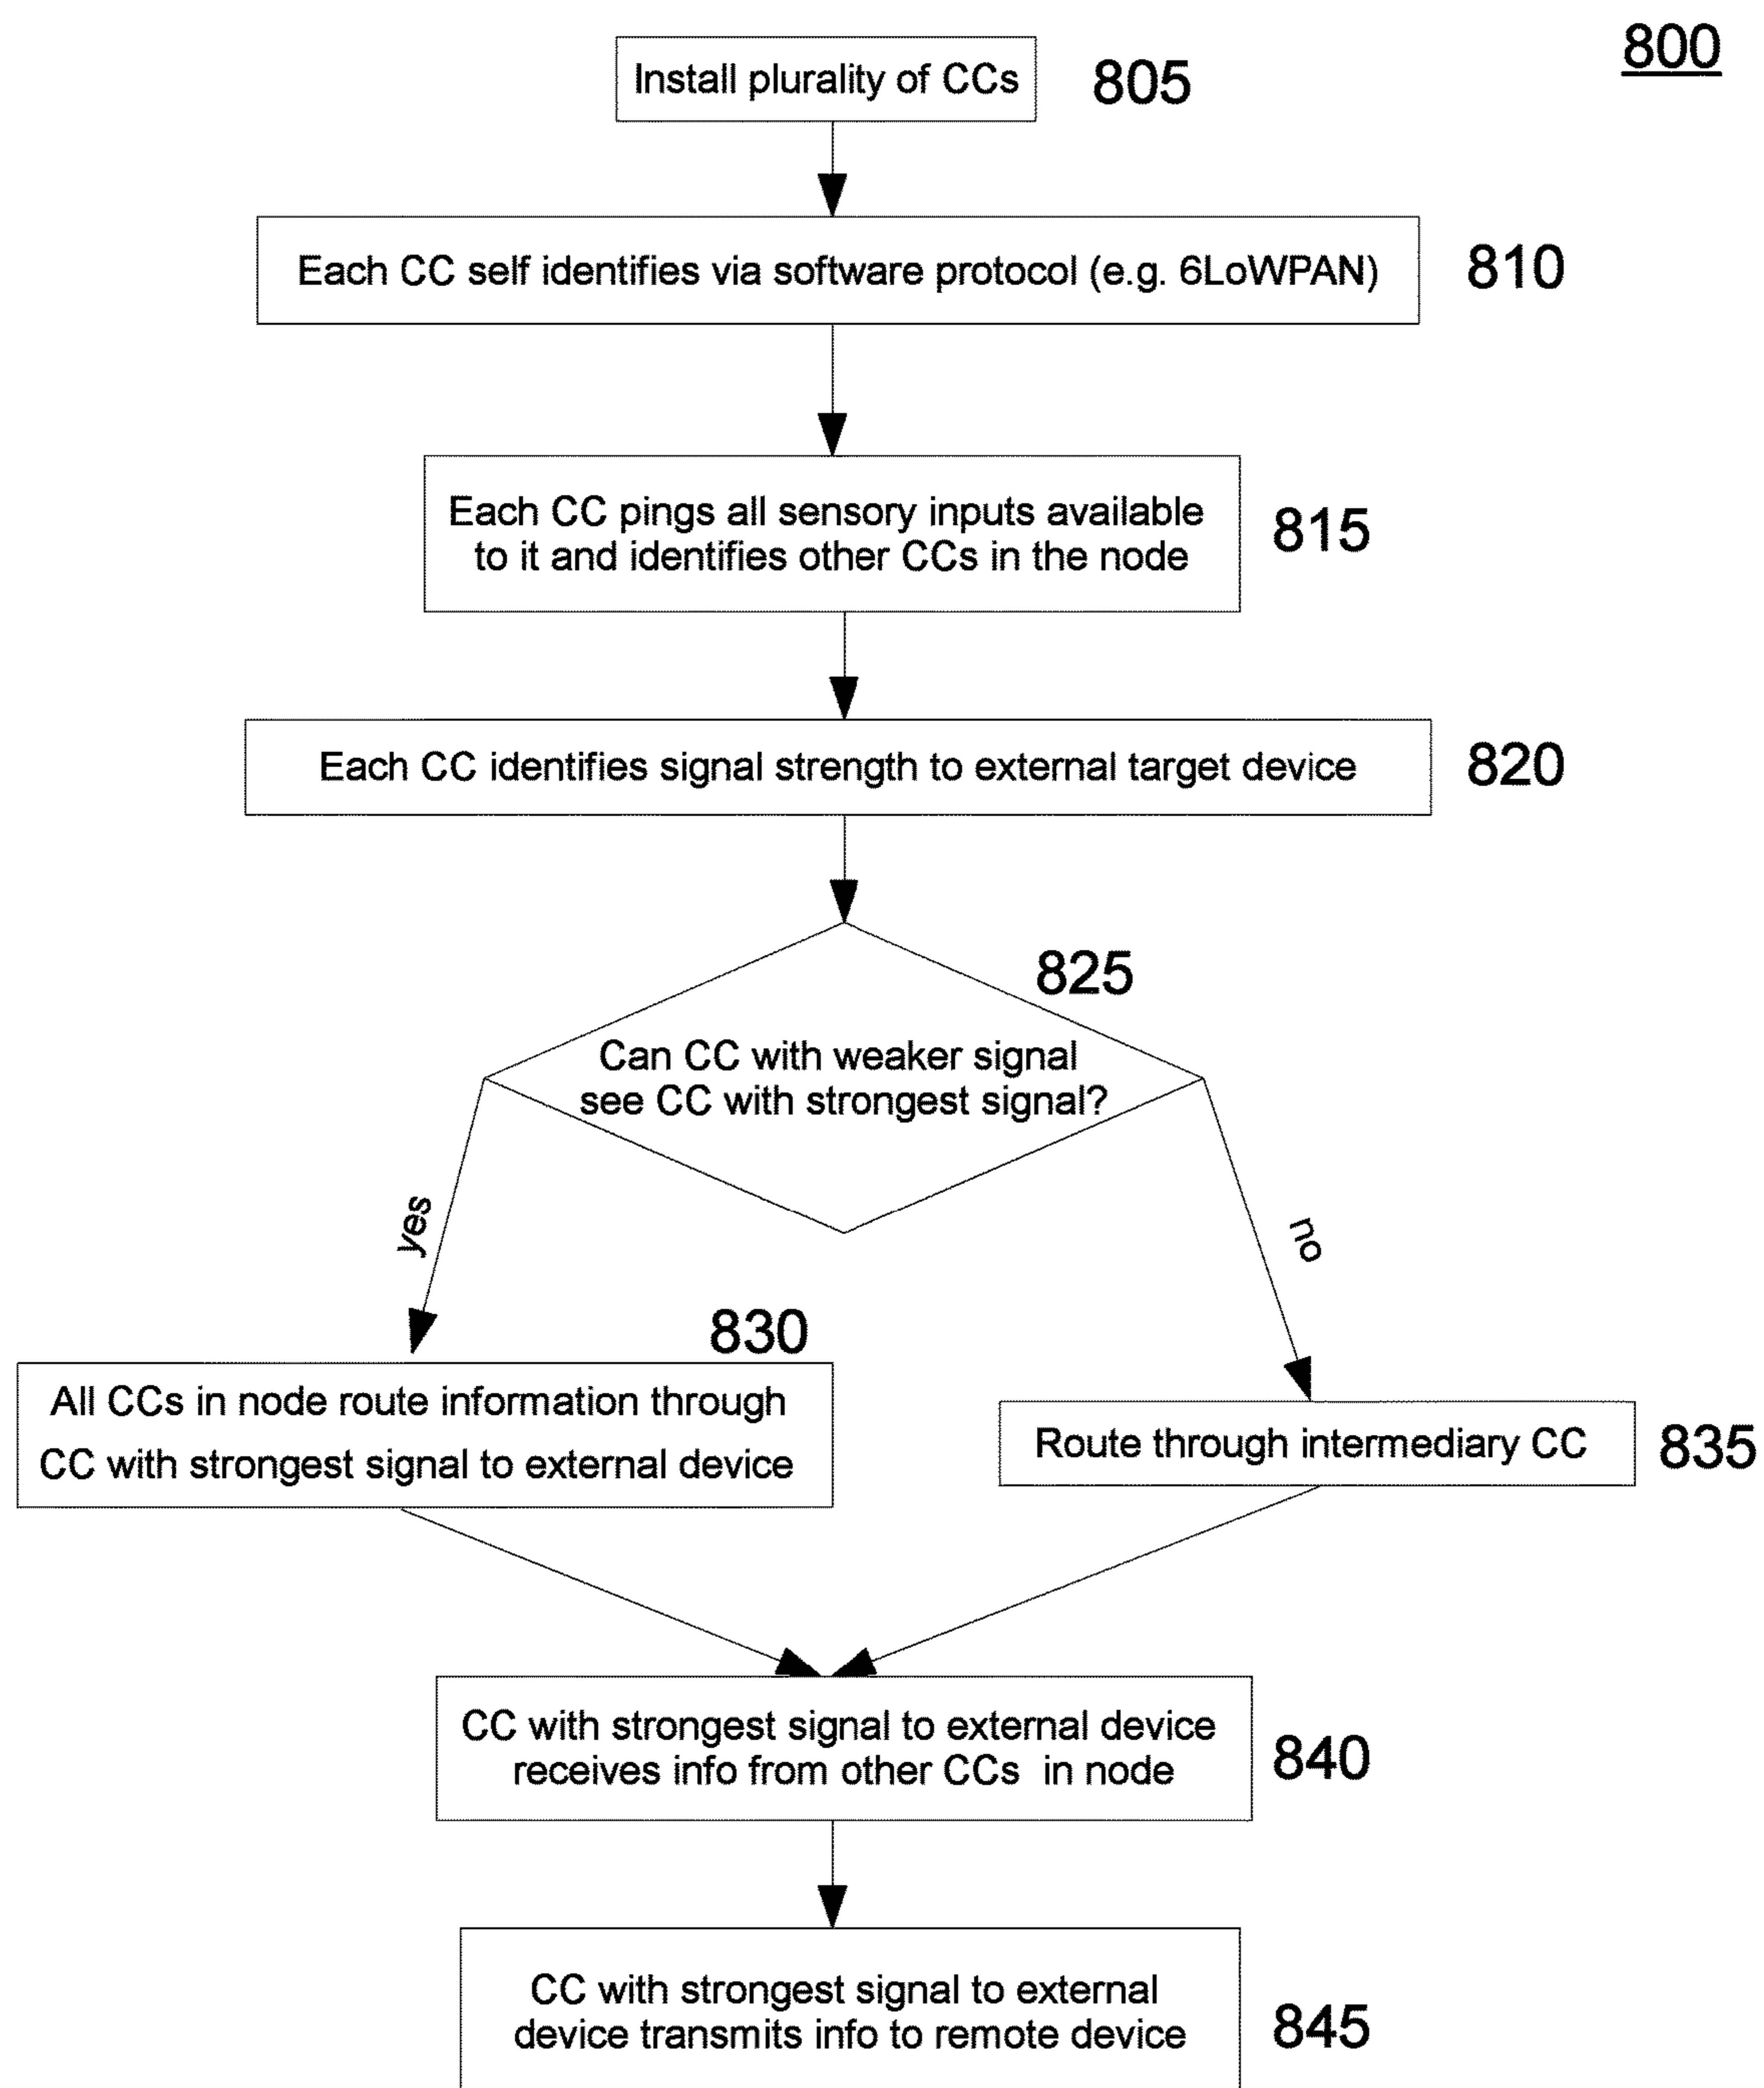 800
Install plurality of CCs
805
Each CC self identifies via software protocol (e.g. 6LoWPAN)
810
Each CC pings all sensory inputs available
to it and identifies other CCs in the node
815
Each CC identifies signal strength to external target device
820
825
Can CC with weaker signal
see CC with strongest signal?
yes
no
830
All CCs in node route information through
CC with strongest signal to external device
Route through intermediary CC
835
CC with strongest signal to external device
receives info from other CCs in node
840
CC with strongest signal to external
device transmits info to remote device
845